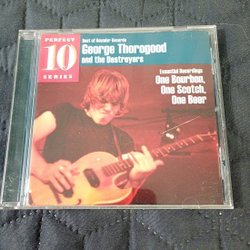 PERFECT
10
SERIES
Best of Rounder Records
George Thorogood
and the Destroyers
Essential Recordings
One Bourbon,
One Scotch,
One Beer